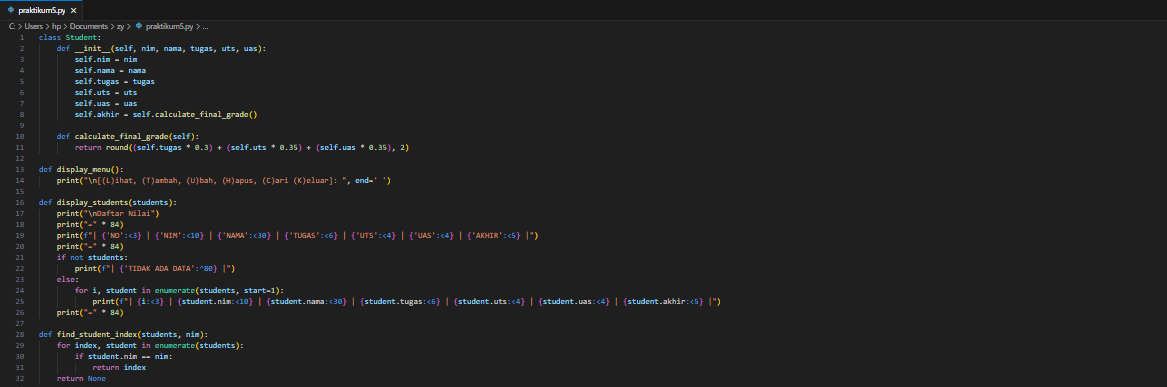 praktikum5.py ×
C: > Users > hp > Documents > zy > praktikum5.py > ...
1 class Student:
2     def __init__(self, nim, nama, tugas, uts, uas):
3         self.nim = nim
4         self.nama = nama
5         self.tugas = tugas
6         self.uts = uts
7         self.uas = uas
8         self.akhir = self.calculate_final_grade()
9
10     def calculate_final_grade(self):
11         return round((self.tugas * 0.3) + (self.uts * 0.35) + (self.uas * 0.35), 2)
12
13 def display_menu():
14     print("\n[(L)ihat, (T)ambah, (U)bah, (H)apus, (C)ari (K)eluar]: ", end=' ')
15
16 def display_students(students):
17     print("\nDaftar Nilai")
18     print("=" * 84)
19     print(f"| {'NO':<3} | {'NIM':<10} | {'NAMA':<30} | {'TUGAS':<6} | {'UTS':<4} | {'UAS':<4} | {'AKHIR':<5} |")
20     print("=" * 84)
21     if not students:
22         print(f"| {'TIDAK ADA DATA':^80} |")
23     else:
24         for i, student in enumerate(students, start=1):
25             print(f"| {i:<3} | {student.nim:<10} | {student.nama:<30} | {student.tugas:<6} | {student.uts:<4} | {student.uas:<4} | {student.akhir:<5} |")
26     print("=" * 84)
27
28 def find_student_index(students, nim):
29     for index, student in enumerate(students):
30         if student.nim == nim:
31             return index
32     return None